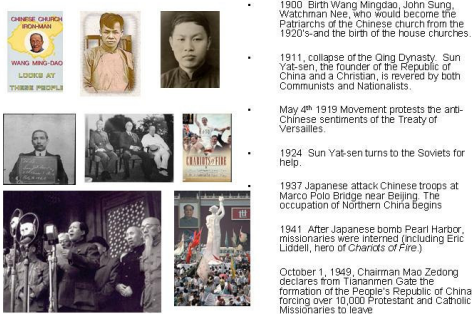 CHINESE CHURCH
IRON-MAN
WANG MING-DAO
LOOKS AT
THESE PEOPLE
CHARIOTS OF FIRE
• 1900 Birth Wang Mingdao, John Sung,
Watchman Nee, who would become the
Patriarchs of the Chinese church from the
1920's-and the birth of the house churches.
• 1911, collapse of the Qing Dynasty. Sun
Yat-sen, the founder of the Republic of
China and a Christian, is revered by both
Communists and Nationalists.
• May 4th 1919 Movement protests the anti-
Chinese sentiments of the Treaty of
Versailles.
• 1924 Sun Yat-sen turns to the Soviets for
help.
• 1937 Japanese attack Chinese troops at
Marco Polo Bridge near Beijing. The
occupation of Northern China begins
1941 After Japanese bomb Pearl Harbor,
missionaries were interned (including Eric
Liddell, hero of Chariots of Fire.)
October 1, 1949, Chairman Mao Zedong
declares from Tiananmen Gate the
formation of the People's Republic of China
forcing over 10,000 Protestant and Catholic
Missionaries to leave